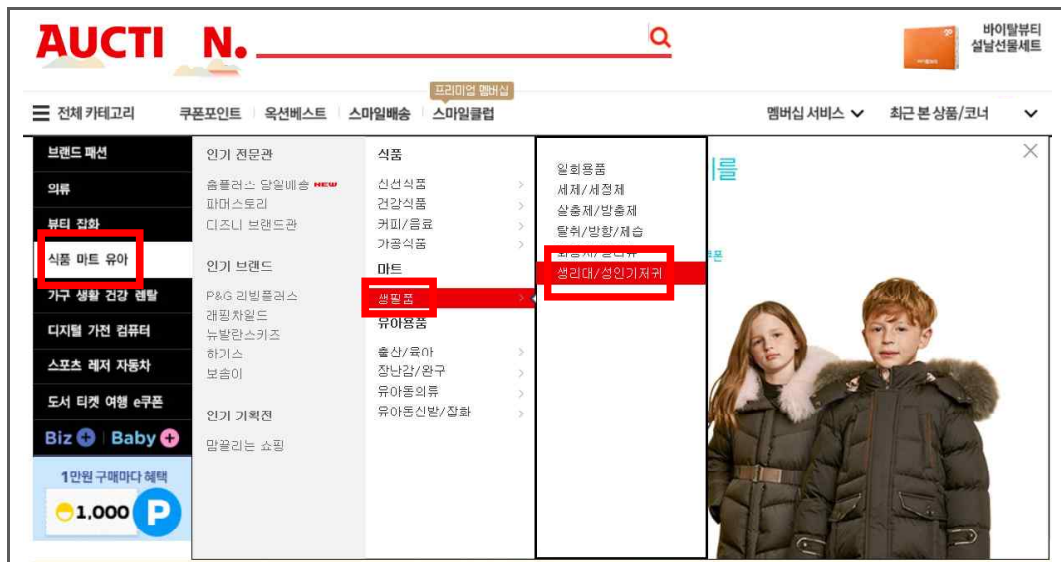 AUCTI N.
바이탈뷰티
설날선물세트
프리미엄 멤버십
전체 카테고리
쿠폰포인트
옥션베스트
스마일배송
스마일클럽
멤버십 서비스
최근 본 상품/코너
브랜드 패션
의류
뷰티 잡화
식품 마트 유아
가구 생활 건강 렌탈
디지털 가전 컴퓨터
스포츠 레저 자동차
도서 티켓 여행 e쿠폰
Biz
Baby
1만원 구매마다 혜택
1,000 P
인기 전문관
홈플러스 당일배송 NEW
파머스토리
디즈니 브랜드관
인기 브랜드
P&G 리빙플러스
래핑차일드
뉴발란스키즈
하기스
보솜이
인기 기획전
맘끌리는 쇼핑
식품
신선식품
건강식품
커피/음료
가공식품
마트
생필품
유아용품
출산/육아
장난감/완구
유아동의류
유아동신발/잡화
일회용품
세제/세정제
살충제/방충제
탈취/방향/제습
생리대/성인기저귀
를
쿠폰